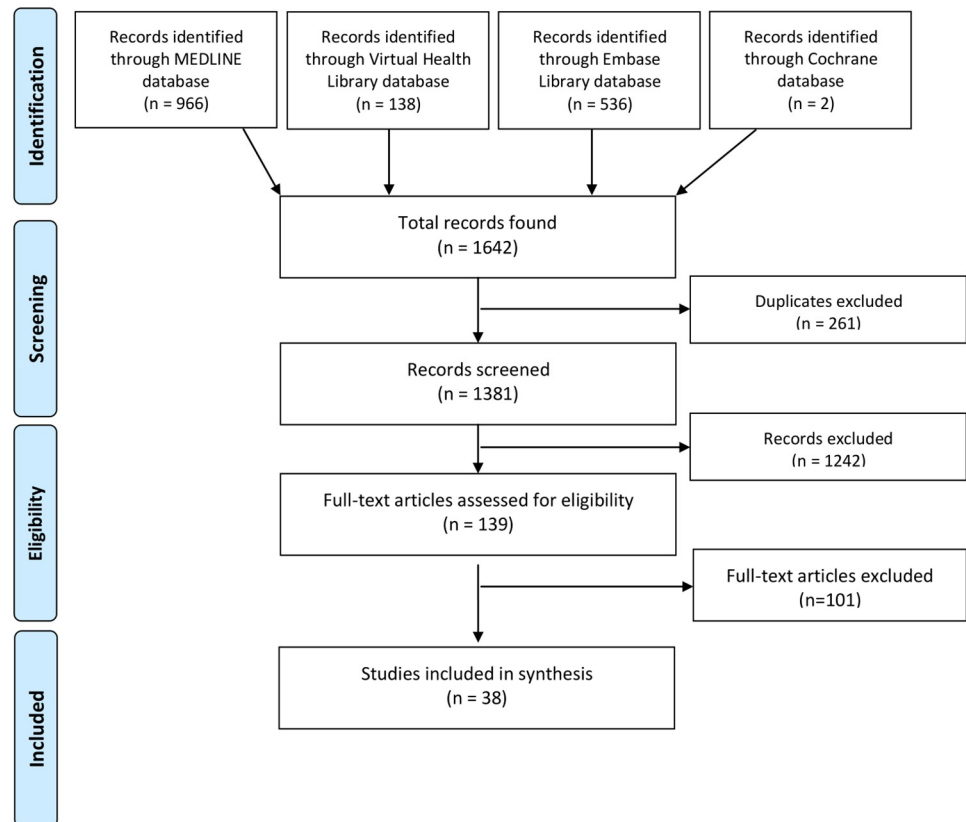 Identification
Records identified
through MEDLINE
database
(n = 966)
Records identified
through Virtual Health
Library database
(n = 138)
Records identified
through Embase
Library database
(n = 536)
Records identified
through Cochrane
database
(n = 2)
Total records found
(n = 1642)
Screening
Duplicates excluded
(n = 261)
Records screened
(n = 1381)
Eligibility
Records excluded
(n = 1242)
Full-text articles assessed for eligibility
(n = 139)
Full-text articles excluded
(n=101)
Included
Studies included in synthesis
(n = 38)